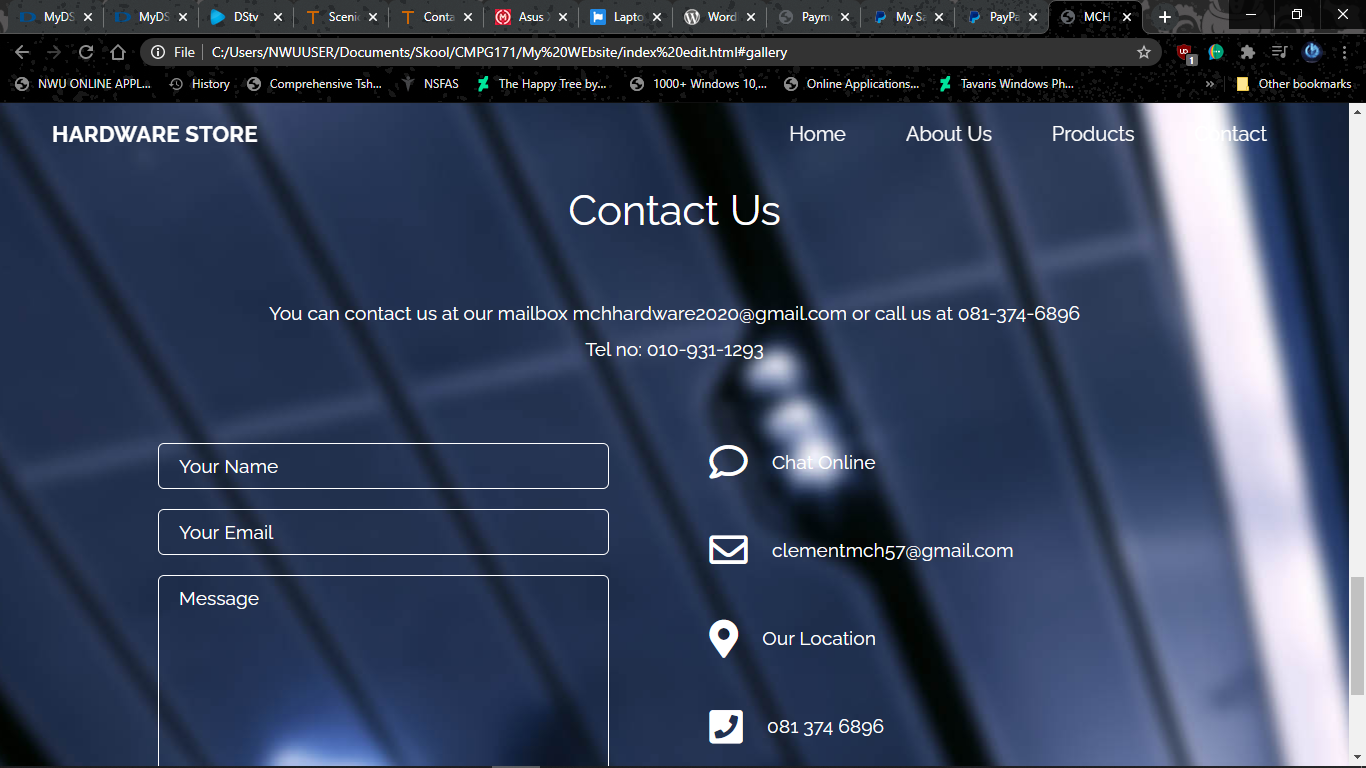 MyDS
MyDS
DStv
Scenic
Conta
Asus
Lapto
Word
Payme
My Sa
PayPa
MCH
File
C:/Users/NWUUSER/Documents/Skool/CMPG171/My%20WEbsite/index%20edit.html#gallery
UD
1
NWU ONLINE APPL...
History
Comprehensive Tsh...
NSFAS
The Happy Tree by...
1000+ Windows 10,...
Online Applications...
Tavaris Windows Ph...
»
Other bookmarks
HARDWARE STORE
Home
About Us
Products
Contact
Contact Us
You can contact us at our mailbox mchhardware2020@gmail.com or call us at 081-374-6896
Tel no: 010-931-1293
Your Name
Your Email
Message
Chat Online
clementmch57@gmail.com
Our Location
081 374 6896